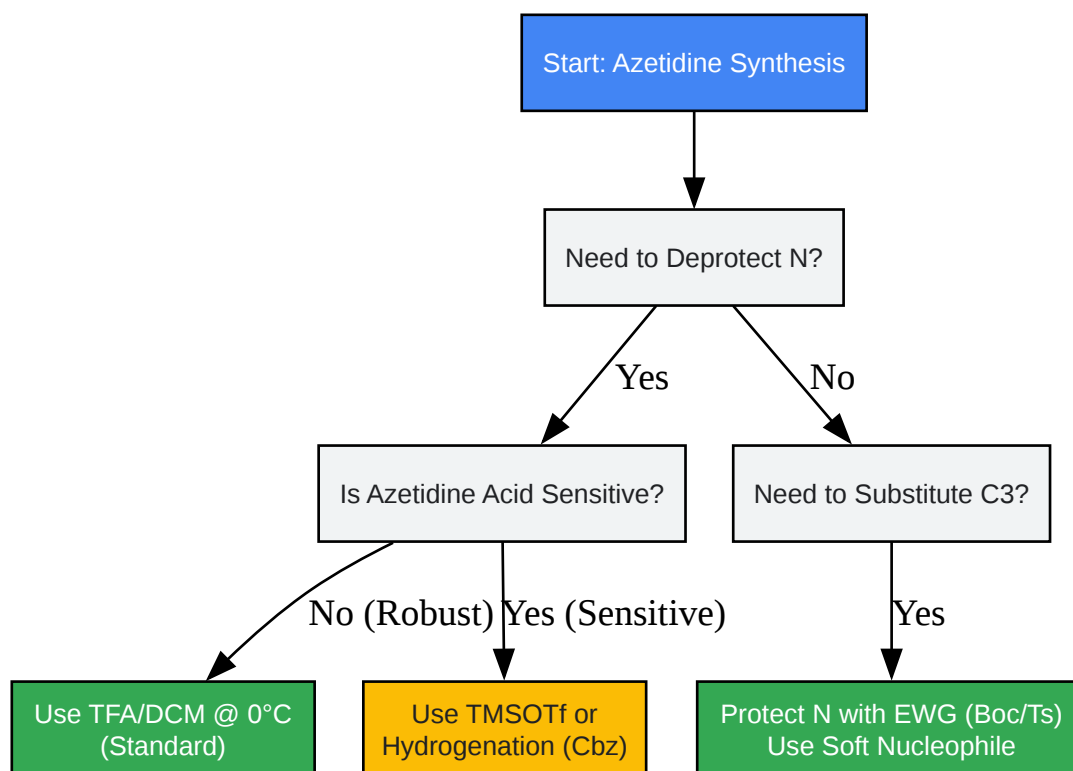 Start: Azetidine Synthesis
Need to Deprotect N?
Yes
No
Is Azetidine Acid Sensitive?
Need to Substitute C3?
No (Robust)
Yes (Sensitive)
Yes
Use TFA/DCM @ 0°C
(Standard)
Use TMSOTf or
Hydrogenation (Cbz)
Protect N with EWG (Boc/Ts)
Use Soft Nucleophile